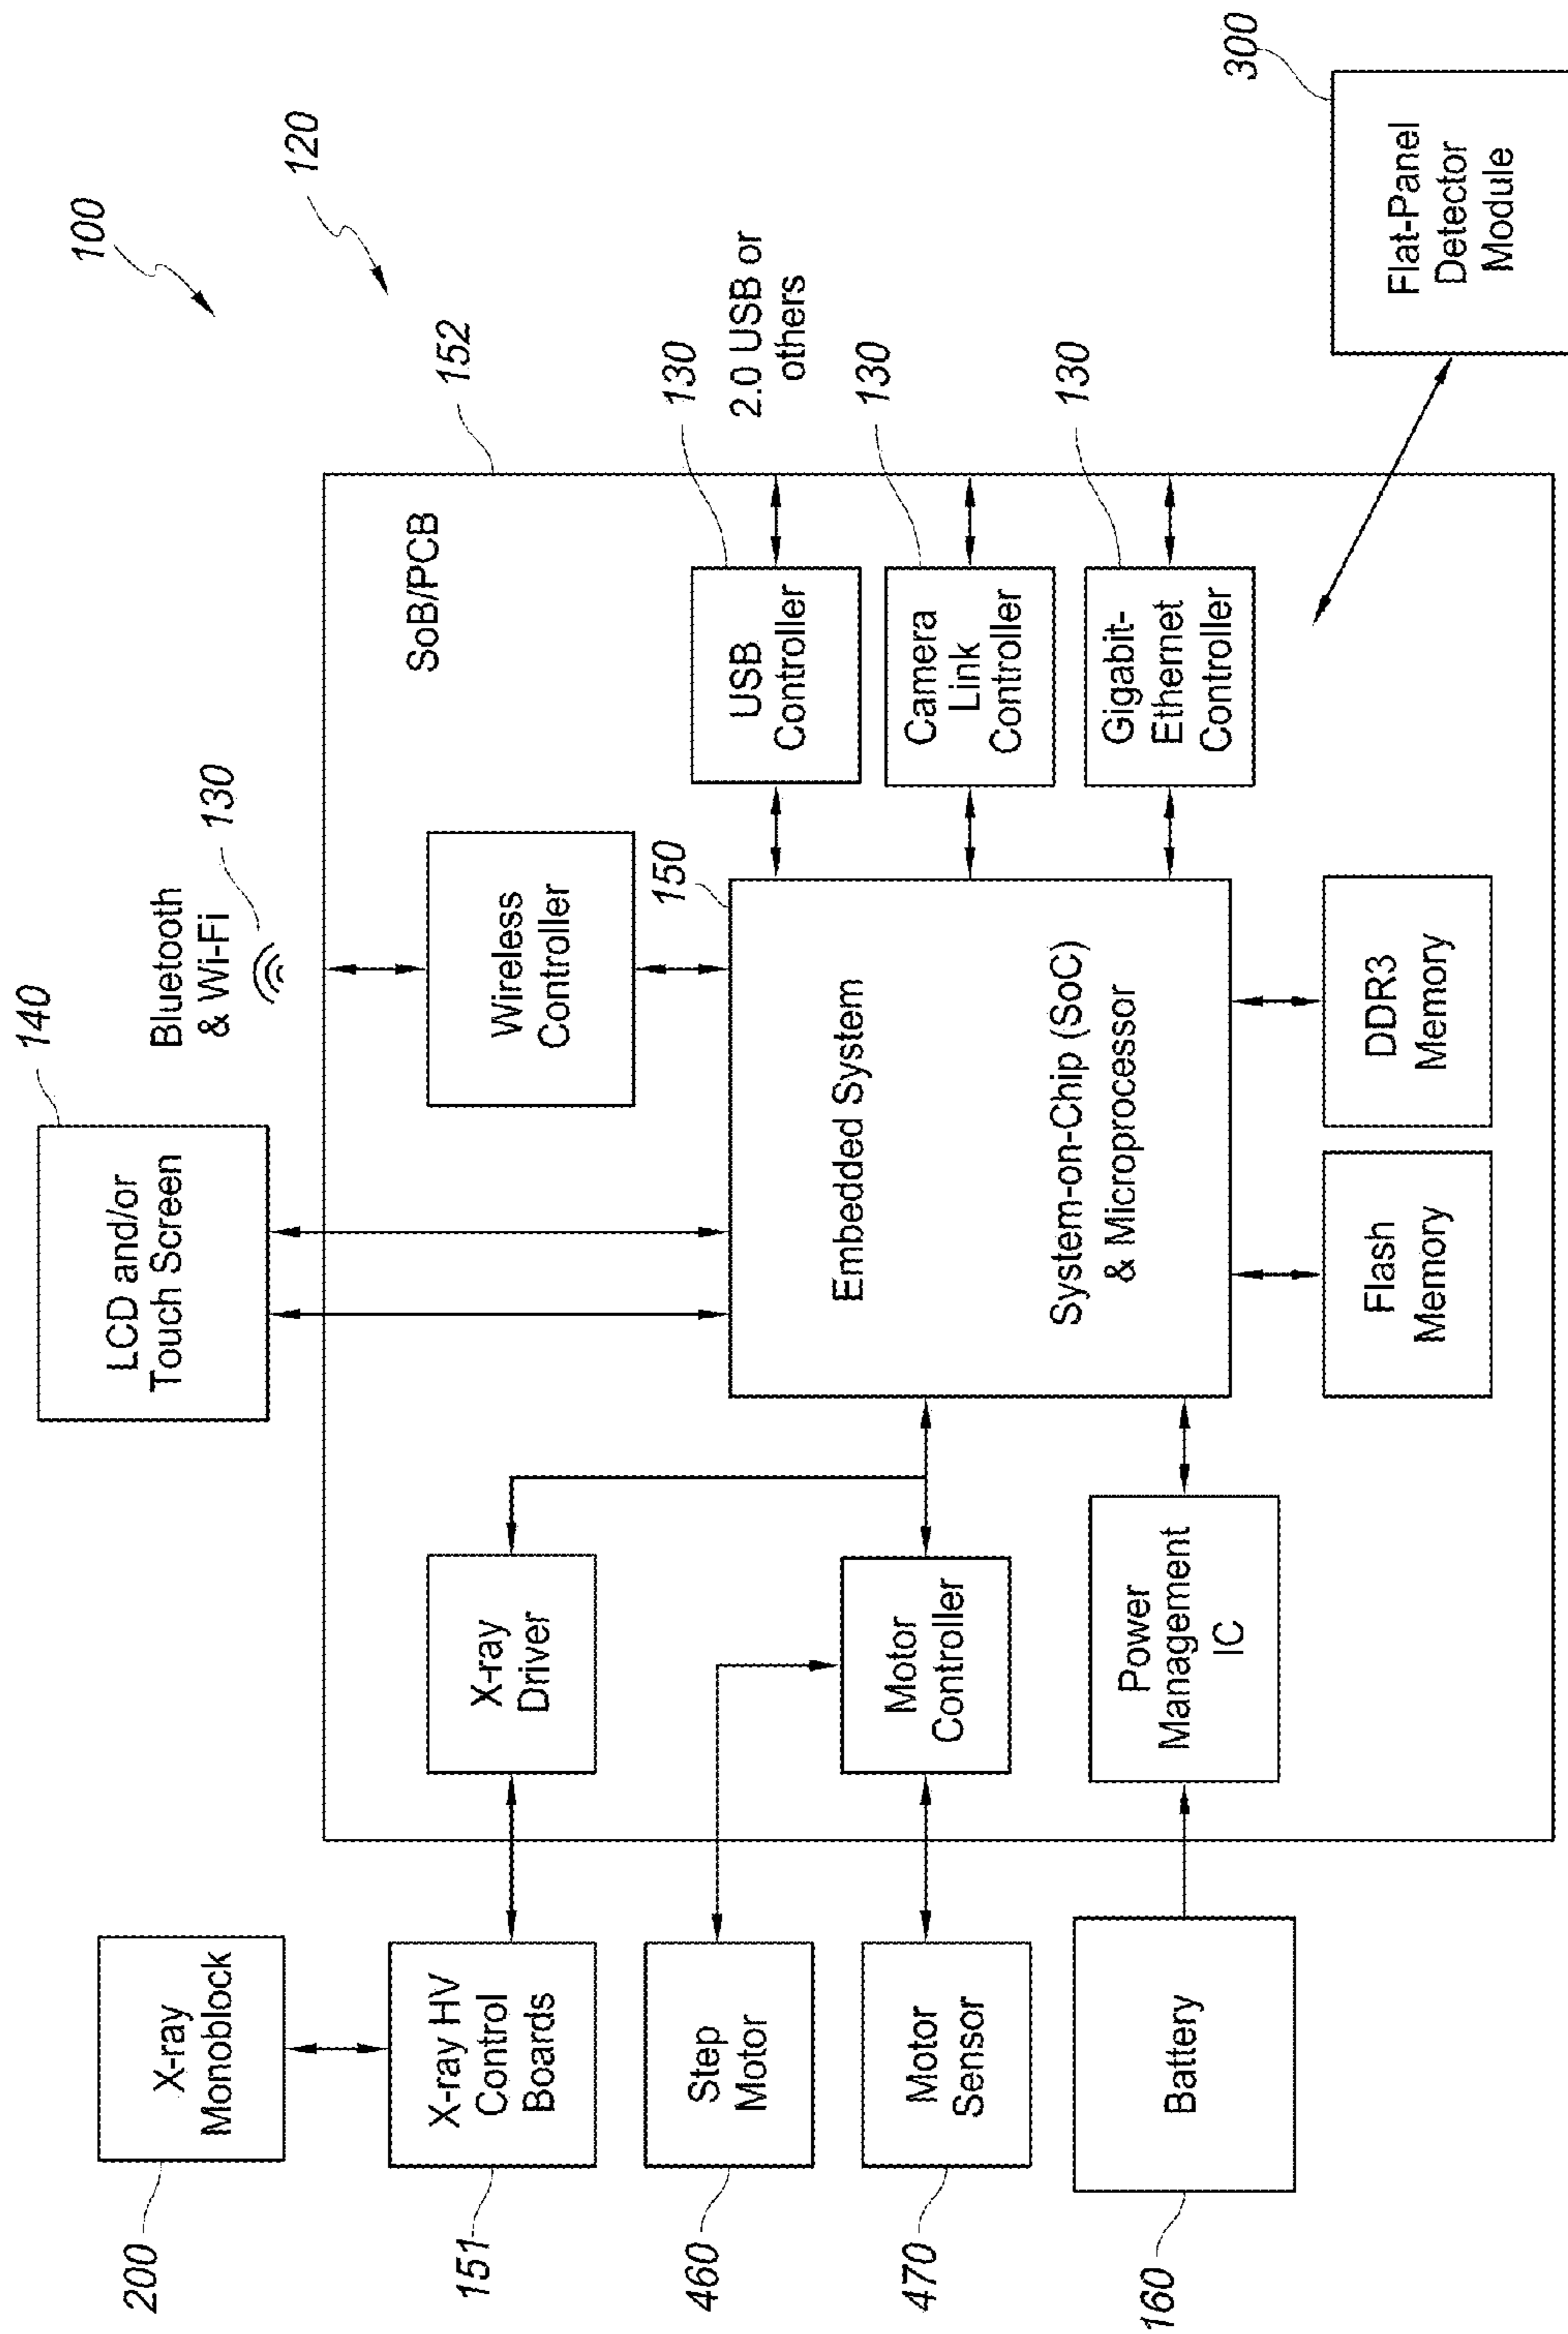 100
120
140
LCD and/or
Touch Screen
Bluetooth
& Wi-Fi
130
152
SoB/PCB
200
X-ray
Monoblock
151
X-ray HV
Control
Boards
X-ray
Driver
Wireless
Controller
150
460
Step
Motor
470
Motor
Sensor
Motor
Controller
Embedded System
System-on-Chip (SoC)
& Microprocessor
USB
Controller
130
2.0 USB or
others
Camera
Link
Controller
130
Gigabit-
Ethernet
Controller
130
160
Battery
Power
Management
IC
Flash
Memory
DDR3
Memory
300
Flat-Panel
Detector
Module